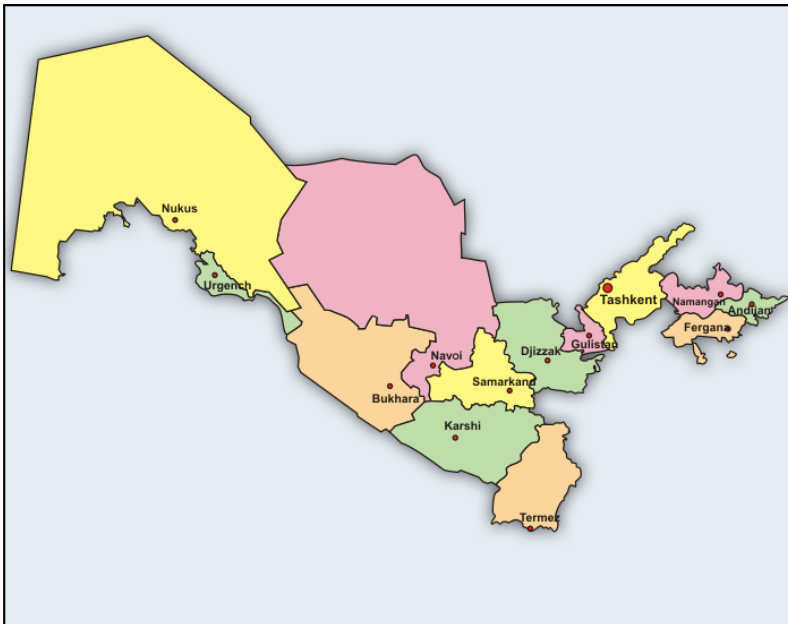 Nukus
Urgench
Tashkent
Namangan
Andijan
Fergana
Gulistan
Djizzak
Navoi
Samarkand
Bukhara
Karshi
Termez